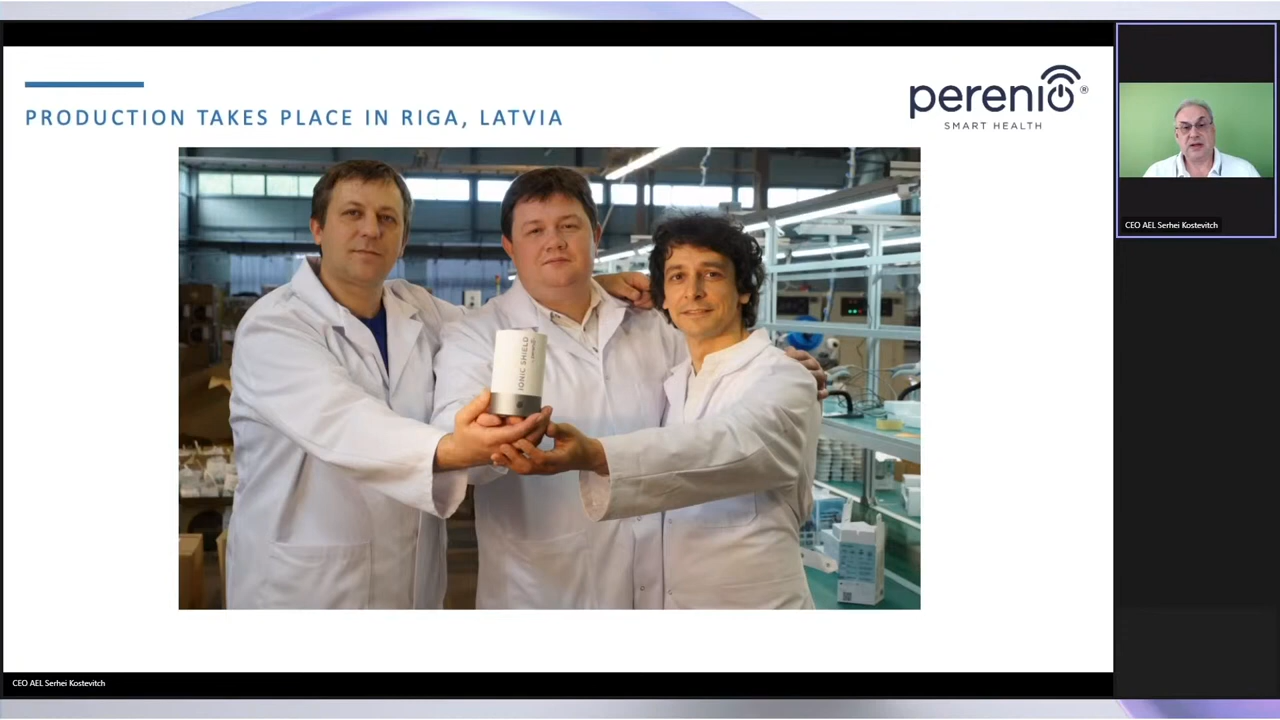 PRODUCTION TAKES PLACE IN RIGA, LATVIA
perenio®
SMART HEALTH
IONIC SHIELD
perenio
CEO AEL Serhei Kostevitch
CEO AEL Serhei Kostevitch